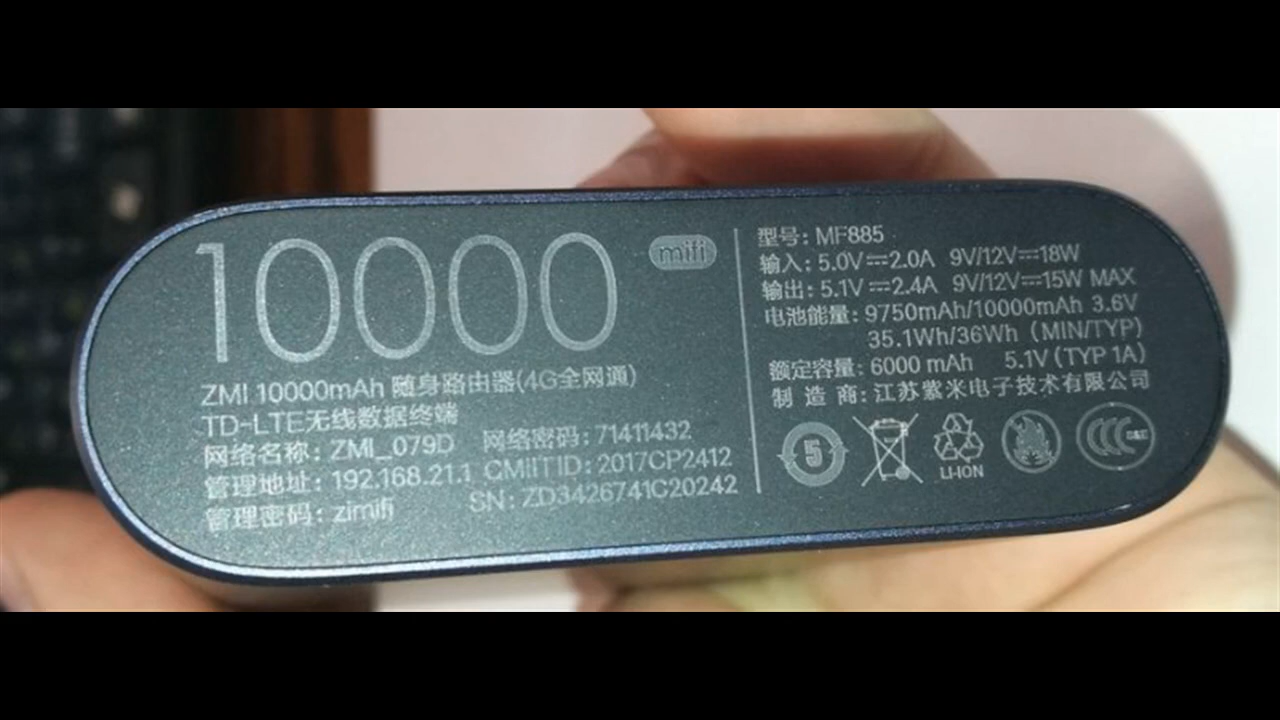 10000 mifi
ZMI 10000mAh 随身路由器(4G全网通)
TD-LTE无线数据终端
网络名称: ZMI_079D 网络密码: 71411432
管理地址: 192.168.21.1 CMIITID: 2017CP2412
管理密码: zimifi SN: ZD3426741C20242
型号: MF885
输入: 5.0V⎓2.0A 9V/12V⎓18W
输出: 5.1V⎓2.4A 9V/12V⎓15W MAX
电池能量: 9750mAh/10000mAh 3.6V
35.1Wh/36Wh (MIN/TYP)
额定容量: 6000 mAh 5.1V (TYP 1A)
制 造 商: 江苏紫米电子技术有限公司
5
LI-ION